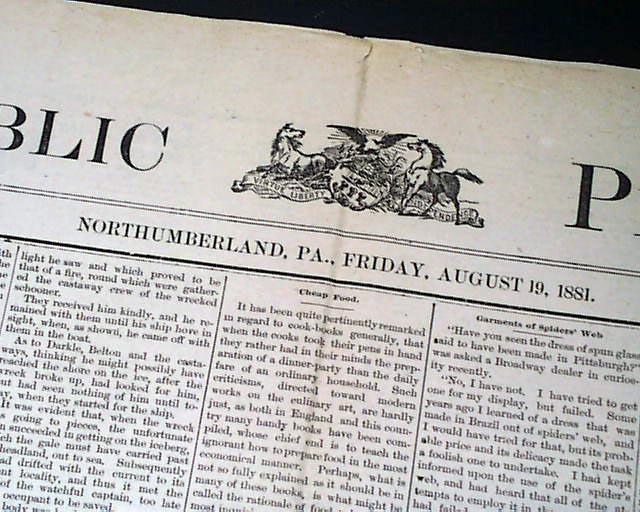 BLIC
P
VIRTUE LIBERTY
NORTHUMBERLAND, PA., FRIDAY, AUGUST 19, 1881.
light he saw and which proved to be
that of a fire, around which were gather-
ed the castaway crew of the wrecked
schooner.
They received him kindly, and he re-
mained with them until his ship hove in
sight, when, as shown, he came off with
them in the boat.
As to Darke, Belton and the casta-
ways, thinking he might possibly have
reached the shore on the ice, after the
wreck broke up, had looked for him,
but had seen nothing of him until to-
day, when they started for the ship.
it was evident that, when the wreck
s going to pieces, the unfortunate
succeeded in getting on the iceberg,
ch the gale must have carried past
headland, out to sea. Subsequently
ad drifted with the current to its
locality, and thus it met the
of the watchful captain, too late
occupant to be saved.
Cheap Food.
It has been quite pertinently remarked
in regard to cook-books generally, that
when the cooks took their pens in hand
they rather had in their minds the prep-
aration of a dinner-party than the daily
fare of an ordinary household. Such
criticisms, directed toward modern
works on the culinary art, are hardly
just, as both in England and this coun-
try many handy books have been com-
piled, whose chief end is to teach the
ignorant how to prepare food in the most
economical manner. Perhaps, what is
not so fully explained as it should be in
many of these books, is what might be
called the rationale of food
Garments of Spiders' Web
"Have you seen the dress of spun glass
said to have been made in Pittsburgh?"
was asked a Broadway dealer in curios-
ity recently.
"No, I have not. I have tried to get
one for my display, but failed. Some
years ago I learned of a dress that was
made in Brazil out of spiders' web, and
I would have tried for that, but its prob-
able price and its delicacy made the task
a foolish one to undertake. I had kept
informed upon the use of the spider's
web, and had heard that all of the at-
tempts to employ it in the
had failed